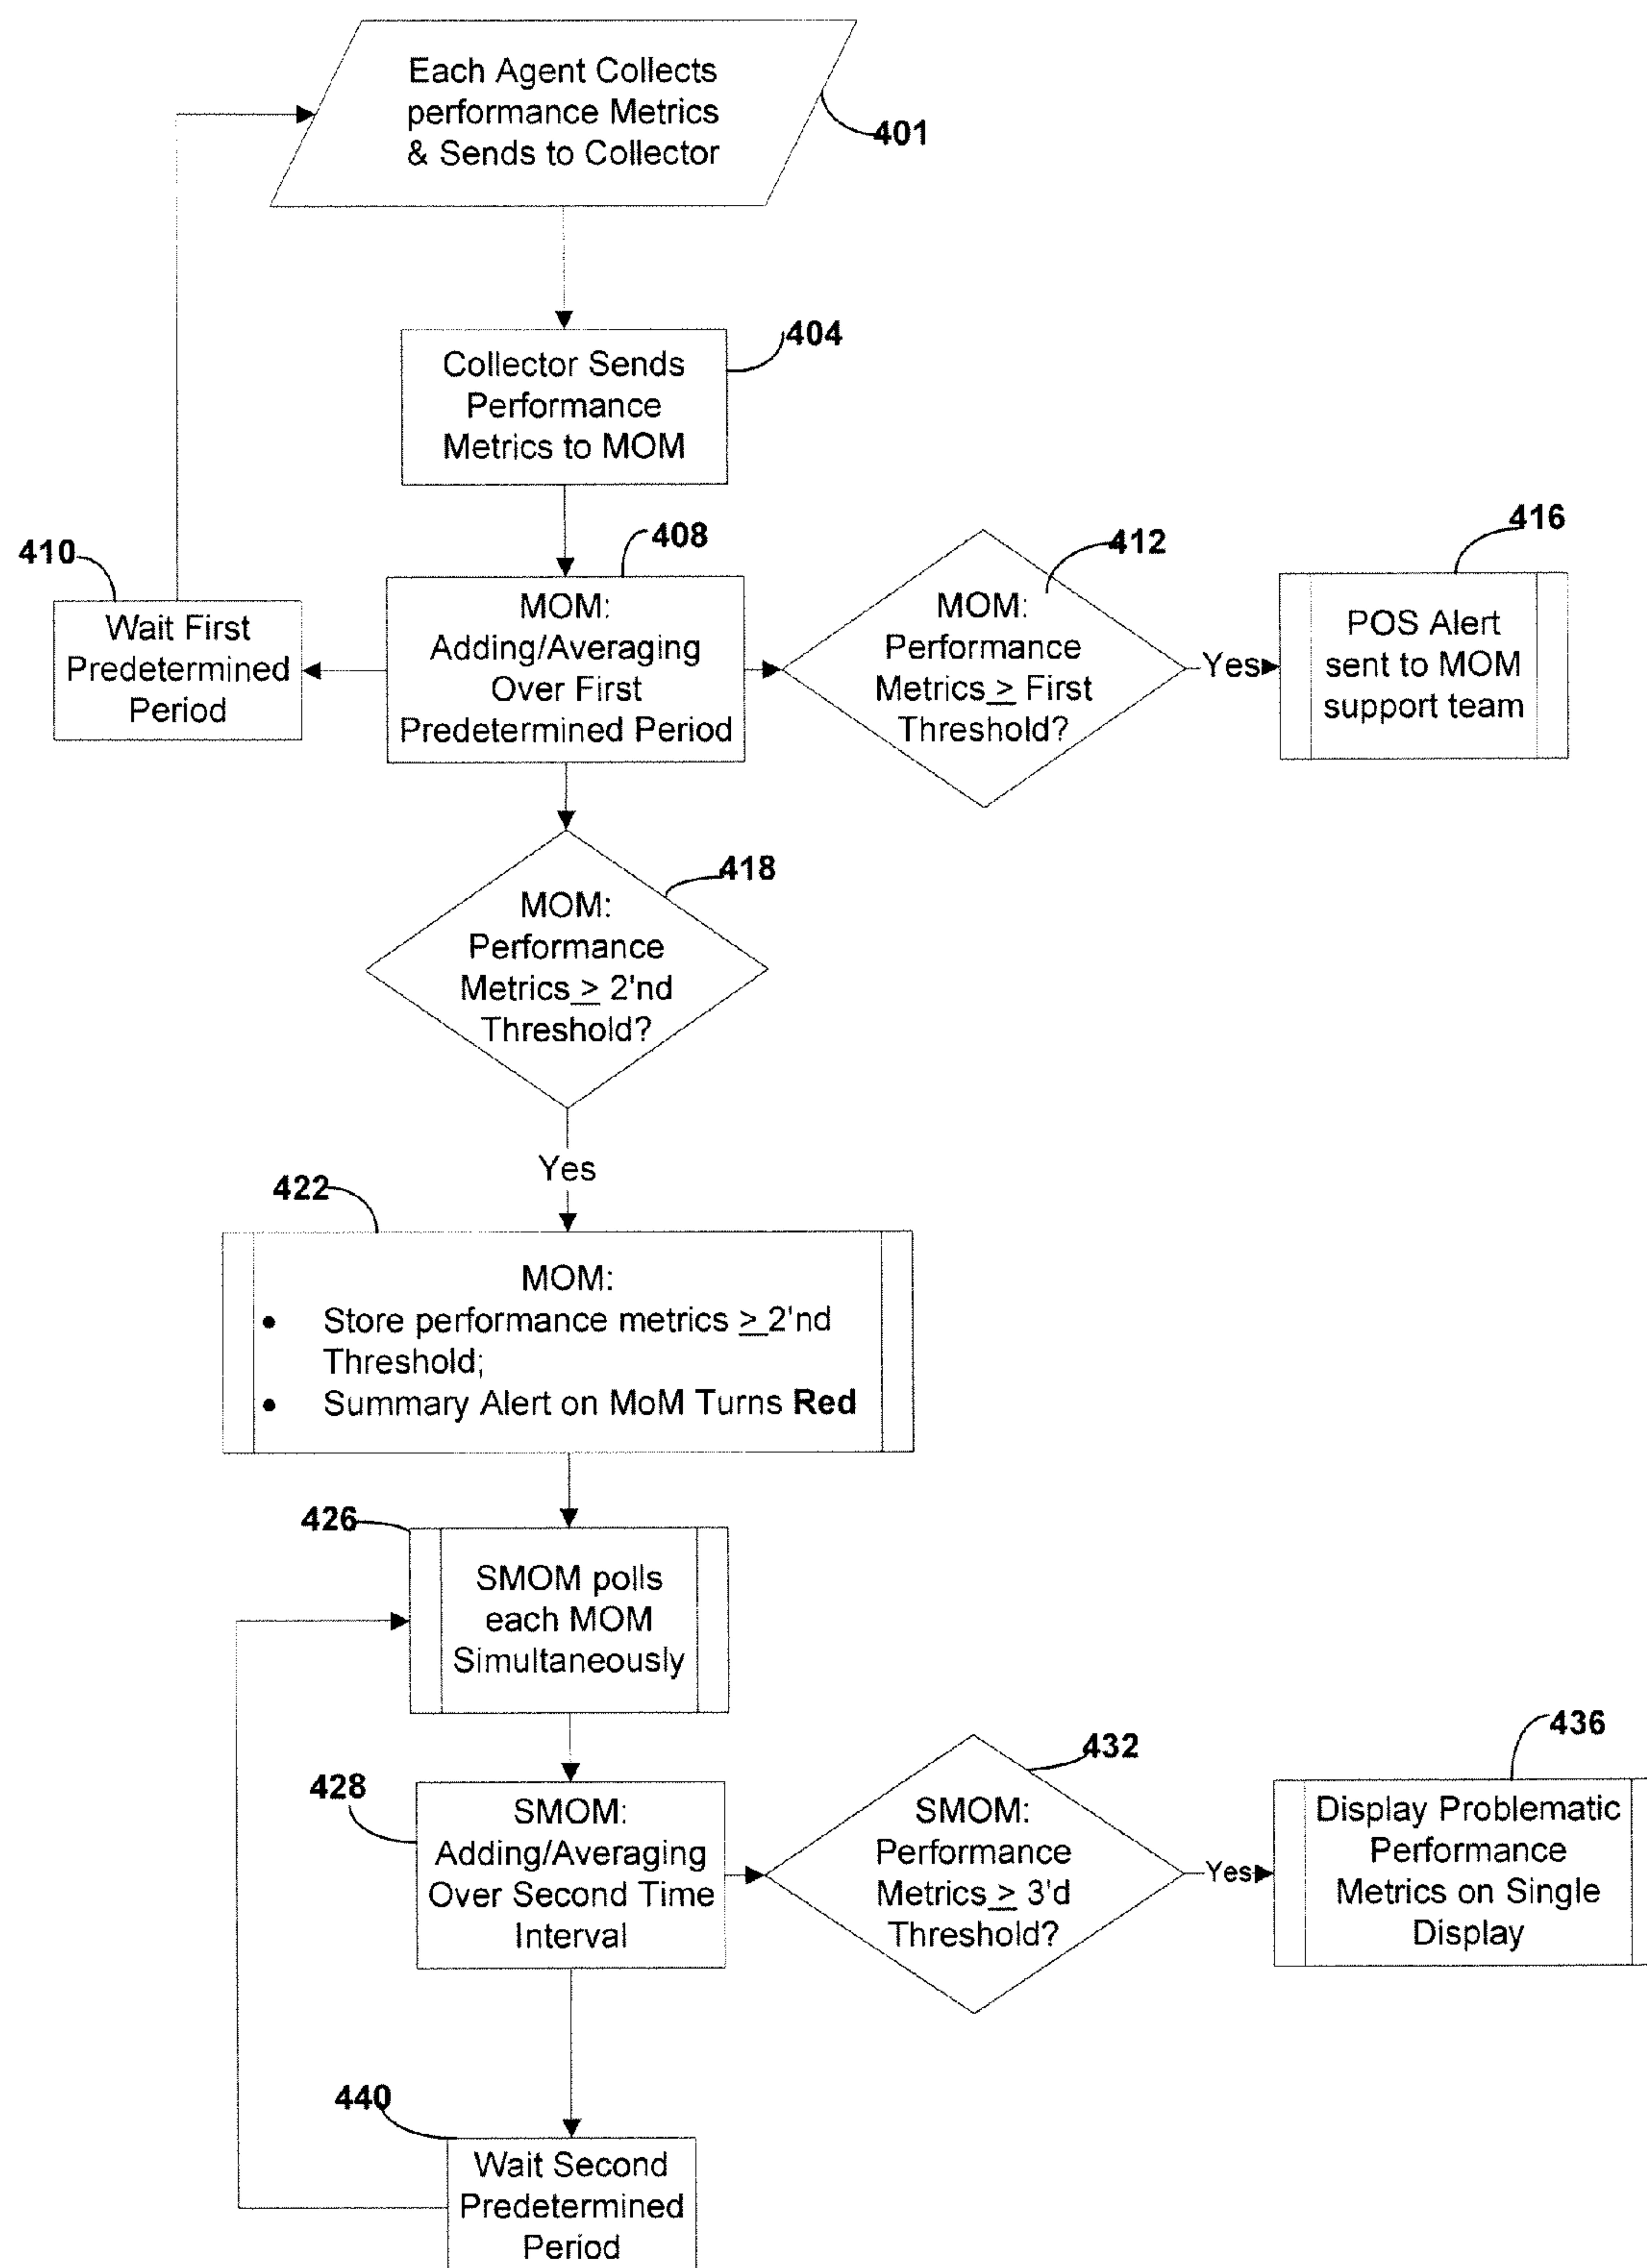 Each Agent Collects
performance Metrics
& Sends to Collector
401
404
Collector Sends
Performance
Metrics to MOM
410
408
412
416
Wait First
Predetermined
Period
MOM:
Adding/Averaging
Over First
Predetermined Period
MOM:
Performance
Metrics ≥ First
Threshold?
Yes
POS Alert
sent to MOM
support team
418
MOM:
Performance
Metrics ≥ 2'nd
Threshold?
Yes
422
MOM:
• Store performance metrics ≥ 2'nd
Threshold;
• Summary Alert on MoM Turns Red
426
SMOM polls
each MOM
Simultaneously
428
432
436
SMOM:
Adding/Averaging
Over Second Time
Interval
SMOM:
Performance
Metrics ≥ 3'd
Threshold?
Yes
Display Problematic
Performance
Metrics on Single
Display
440
Wait Second
Predetermined
Period